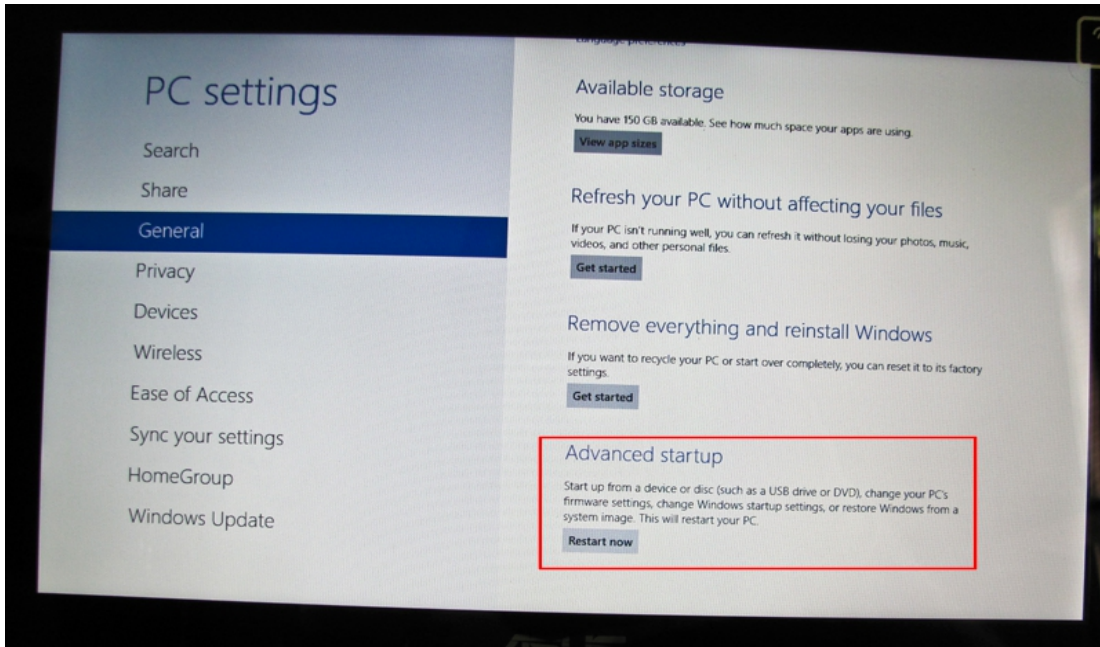 PC settings
Search
Share
General
Privacy
Devices
Wireless
Ease of Access
Sync your settings
HomeGroup
Windows Update
Language preferences
Available storage
You have 150 GB available. See how much space your apps are using.
View app sizes
Refresh your PC without affecting your files
If your PC isn't running well, you can refresh it without losing your photos, music,
videos, and other personal files.
Get started
Remove everything and reinstall Windows
If you want to recycle your PC or start over completely, you can reset it to its factory
settings.
Get started
Advanced startup
Start up from a device or disc (such as a USB drive or DVD), change your PC's
firmware settings, change Windows startup settings, or restore Windows from a
system image. This will restart your PC.
Restart now